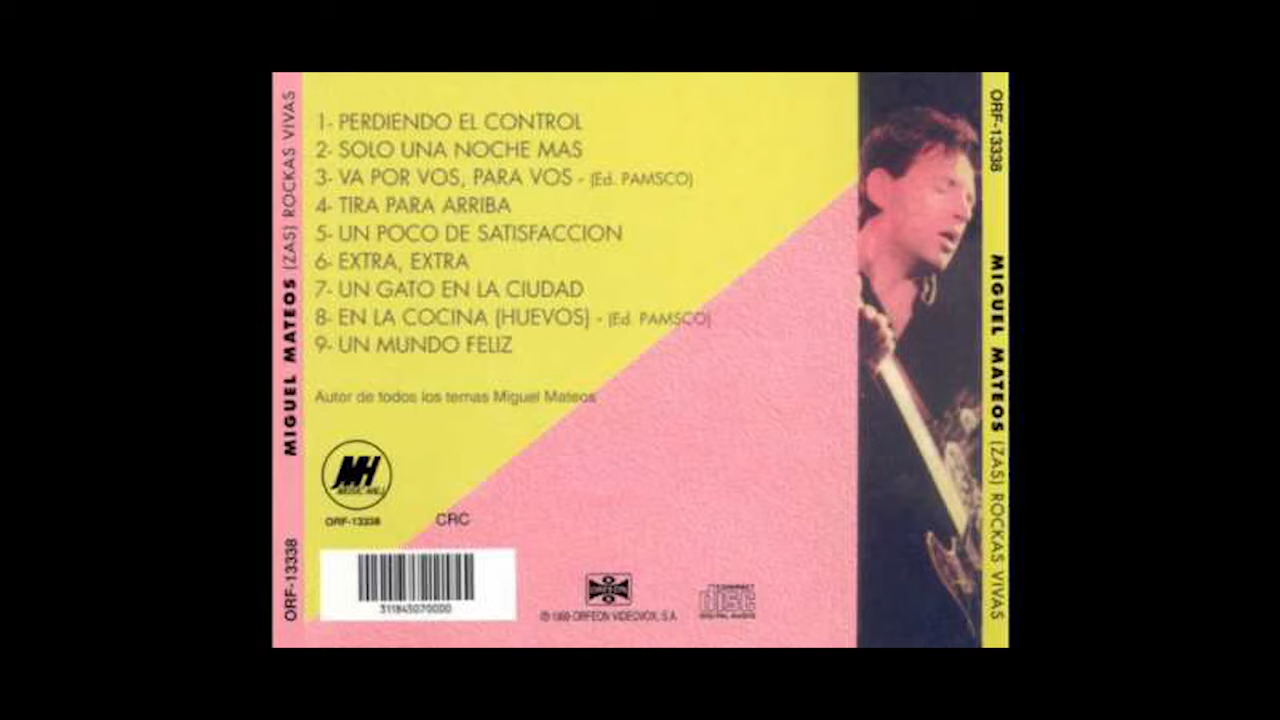 MIGUEL MATEOS (ZAS) ROCKAS VIVAS
ORF-13338
1- PERDIENDO EL CONTROL
2- SOLO UNA NOCHE MAS
3- VA POR VOS, PARA VOS - (Ed. PAMSCO)
4- TIRA PARA ARRIBA
5- UN POCO DE SATISFACCION
6- EXTRA, EXTRA
7- UN GATO EN LA CIUDAD
8- EN LA COCINA (HUEVOS) - (Ed. PAMSCO)
9- UN MUNDO FELIZ
Autor de todos los temas Miguel Mateos
MH
MUSIC HALL
ORF-13338
CRC
311845070000
ORFEON
ORFEON VIDEOVOX, S.A.
COMPACT
disc
DIGITAL AUDIO
ORF-13338
MIGUEL MATEOS (ZAS) ROCKAS VIVAS